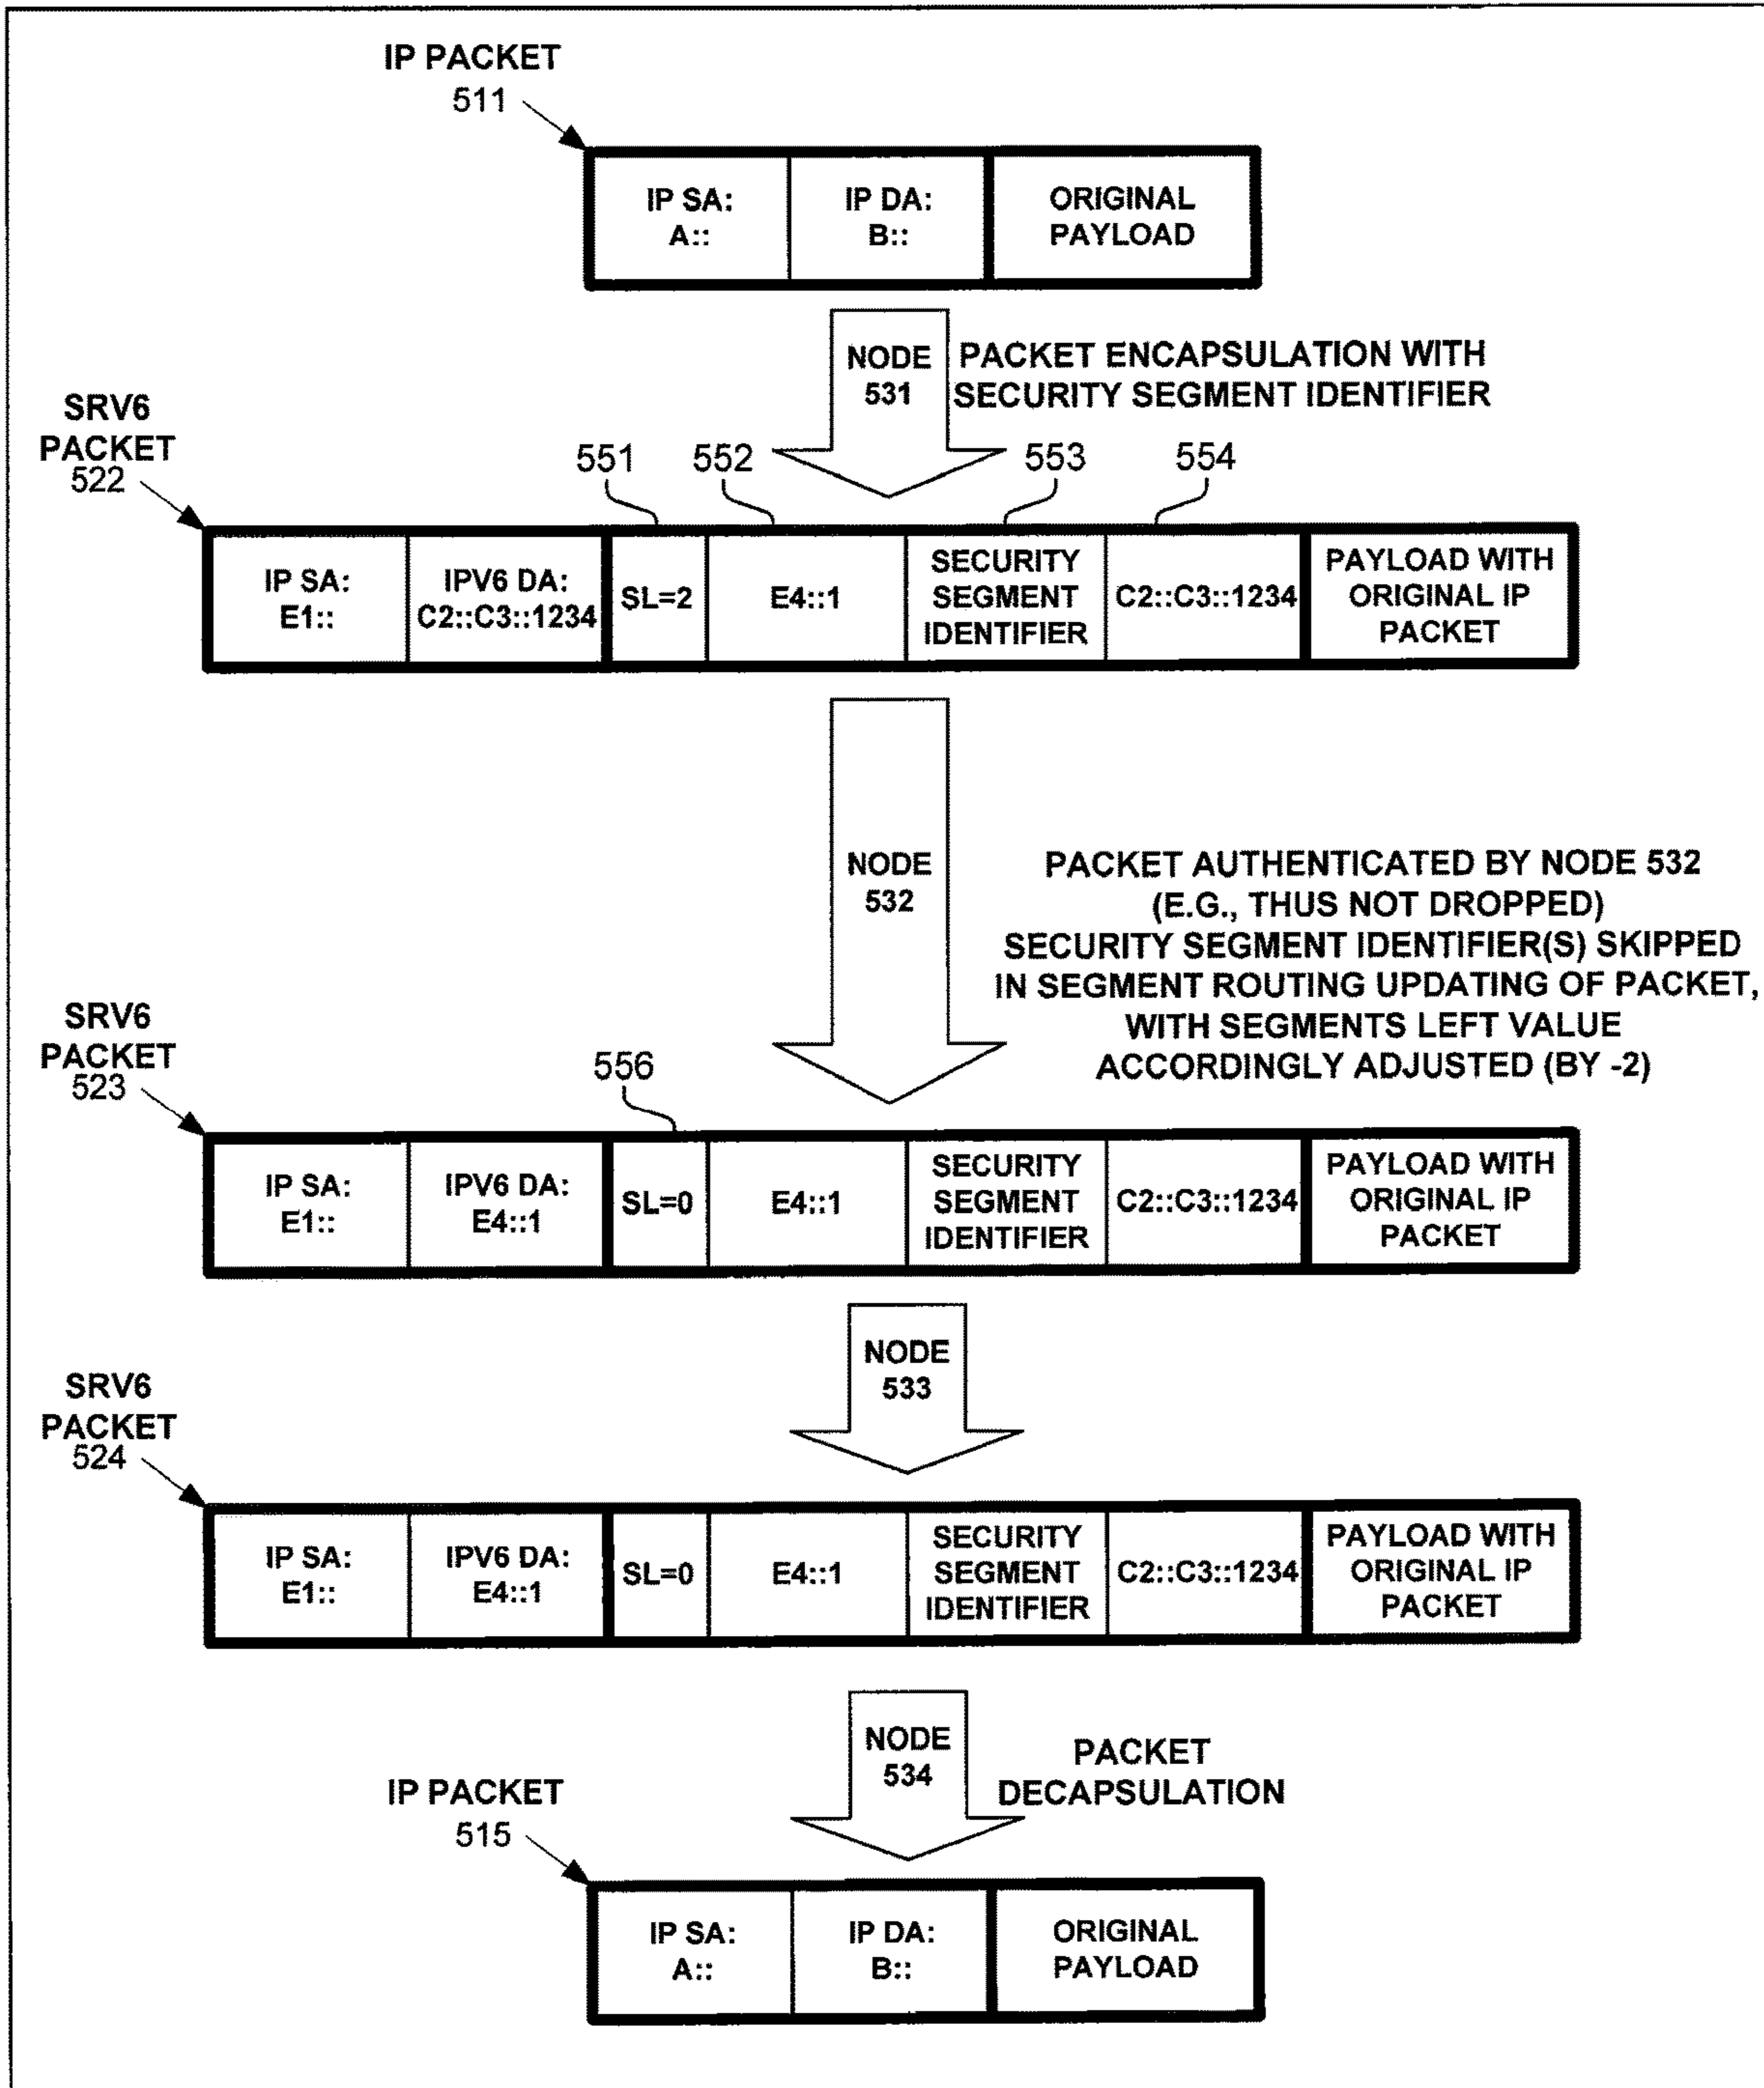 IP PACKET
511
IP SA:
A::
IP DA:
B::
ORIGINAL
PAYLOAD
NODE
531
PACKET ENCAPSULATION WITH
SECURITY SEGMENT IDENTIFIER
SRV6
PACKET
522
551
552
553
554
IP SA:
E1::
IPV6 DA:
C2::C3::1234
SL=2
E4::1
SECURITY
SEGMENT
IDENTIFIER
C2::C3::1234
PAYLOAD WITH
ORIGINAL IP
PACKET
NODE
532
PACKET AUTHENTICATED BY NODE 532
(E.G., THUS NOT DROPPED)
SECURITY SEGMENT IDENTIFIER(S) SKIPPED
IN SEGMENT ROUTING UPDATING OF PACKET,
WITH SEGMENTS LEFT VALUE
ACCORDINGLY ADJUSTED (BY -2)
SRV6
PACKET
523
556
IP SA:
E1::
IPV6 DA:
E4::1
SL=0
E4::1
SECURITY
SEGMENT
IDENTIFIER
C2::C3::1234
PAYLOAD WITH
ORIGINAL IP
PACKET
NODE
533
SRV6
PACKET
524
IP SA:
E1::
IPV6 DA:
E4::1
SL=0
E4::1
SECURITY
SEGMENT
IDENTIFIER
C2::C3::1234
PAYLOAD WITH
ORIGINAL IP
PACKET
NODE
534
PACKET
DECAPSULATION
IP PACKET
515
IP SA:
A::
IP DA:
B::
ORIGINAL
PAYLOAD